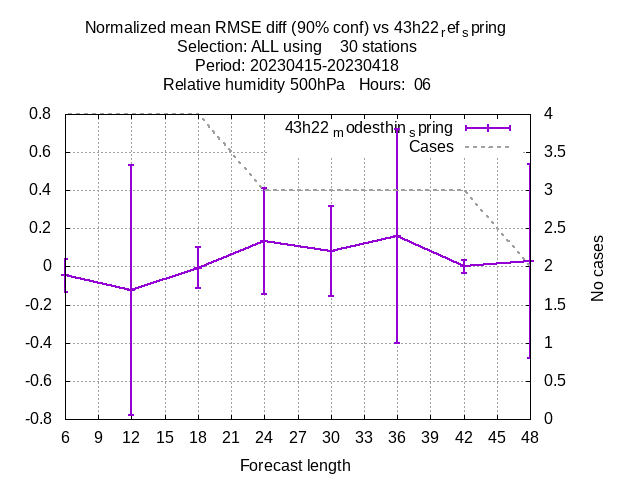 Normalized mean RMSE diff (90% conf) vs 43h22refspring
Selection: ALL using 30 stations
Period: 20230415-20230418
Relative humidity 500hPa Hours: 06
43h22modesthinspring
Cases
0.8
0.6
0.4
0.2
0
-0.2
-0.4
-0.6
-0.8
4
3.5
3
2.5
2
1.5
1
0.5
0
No cases
6 9 12 15 18 21 24 27 30 33 36 39 42 45 48
Forecast length